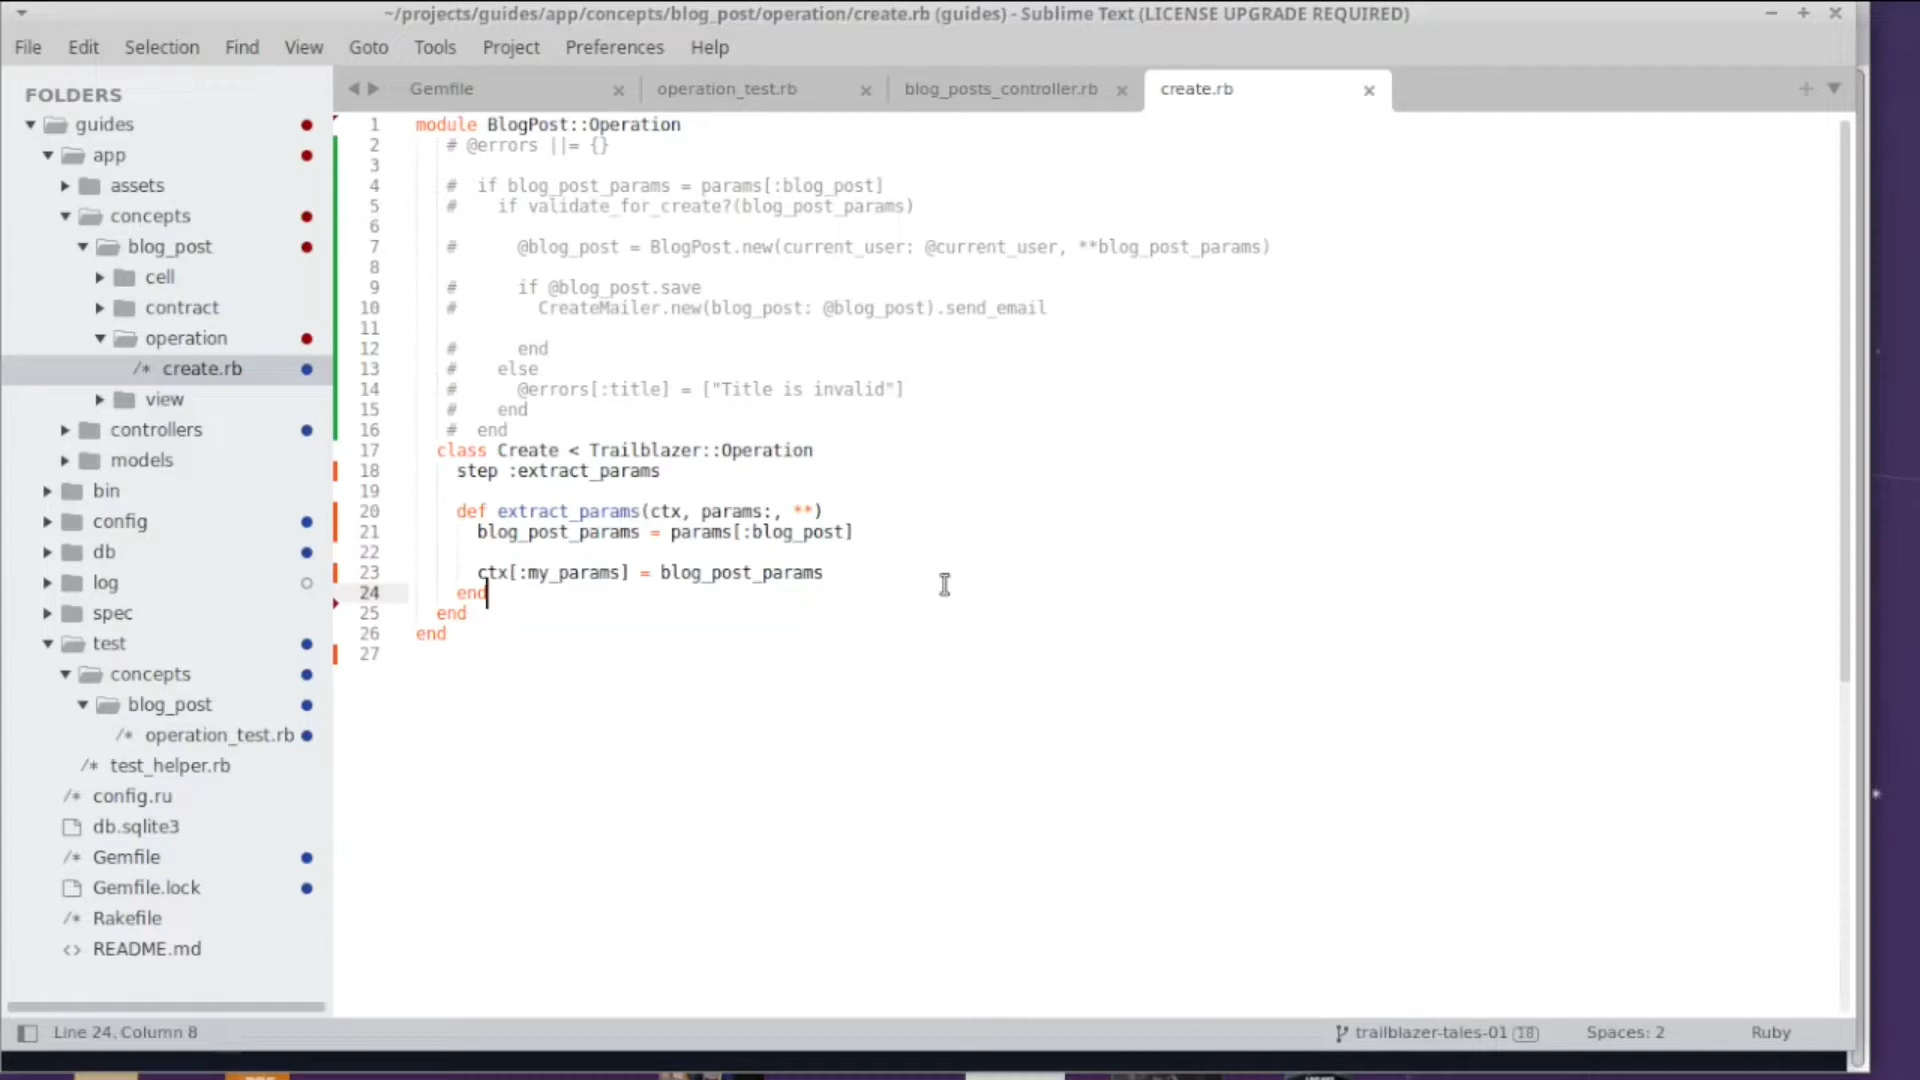 ~/projects/guides/app/concepts/blog_post/operation/create.rb (guides) - Sublime Text (LICENSE UPGRADE REQUIRED)
File Edit Selection Find View Goto Tools Project Preferences Help
FOLDERS
guides
app
assets
concepts
blog_post
cell
contract
operation
/* create.rb
view
controllers
models
bin
config
db
log
spec
test
concepts
blog_post
/* operation_test.rb
/* test_helper.rb
/* config.ru
db.sqlite3
/* Gemfile
Gemfile.lock
/* Rakefile
<> README.md
Gemfile operation_test.rb blog_posts_controller.rb create.rb
1 module BlogPost::Operation
2 # @errors ||= {}
3
4 # if blog_post_params = params[:blog_post]
5 # if validate_for_create?(blog_post_params)
6
7 # @blog_post = BlogPost.new(current_user: @current_user, **blog_post_params)
8
9 # if @blog_post.save
10 # CreateMailer.new(blog_post: @blog_post).send_email
11
12 # end
13 # else
14 # @errors[:title] = ["Title is invalid"]
15 # end
16 # end
17 class Create < Trailblazer::Operation
18 step :extract_params
19
20 def extract_params(ctx, params:, **)
21 blog_post_params = params[:blog_post]
22
23 ctx[:my_params] = blog_post_params
24 end
25 end
26 end
27
Line 24, Column 8 trailblazer-tales-01 18 Spaces: 2 Ruby